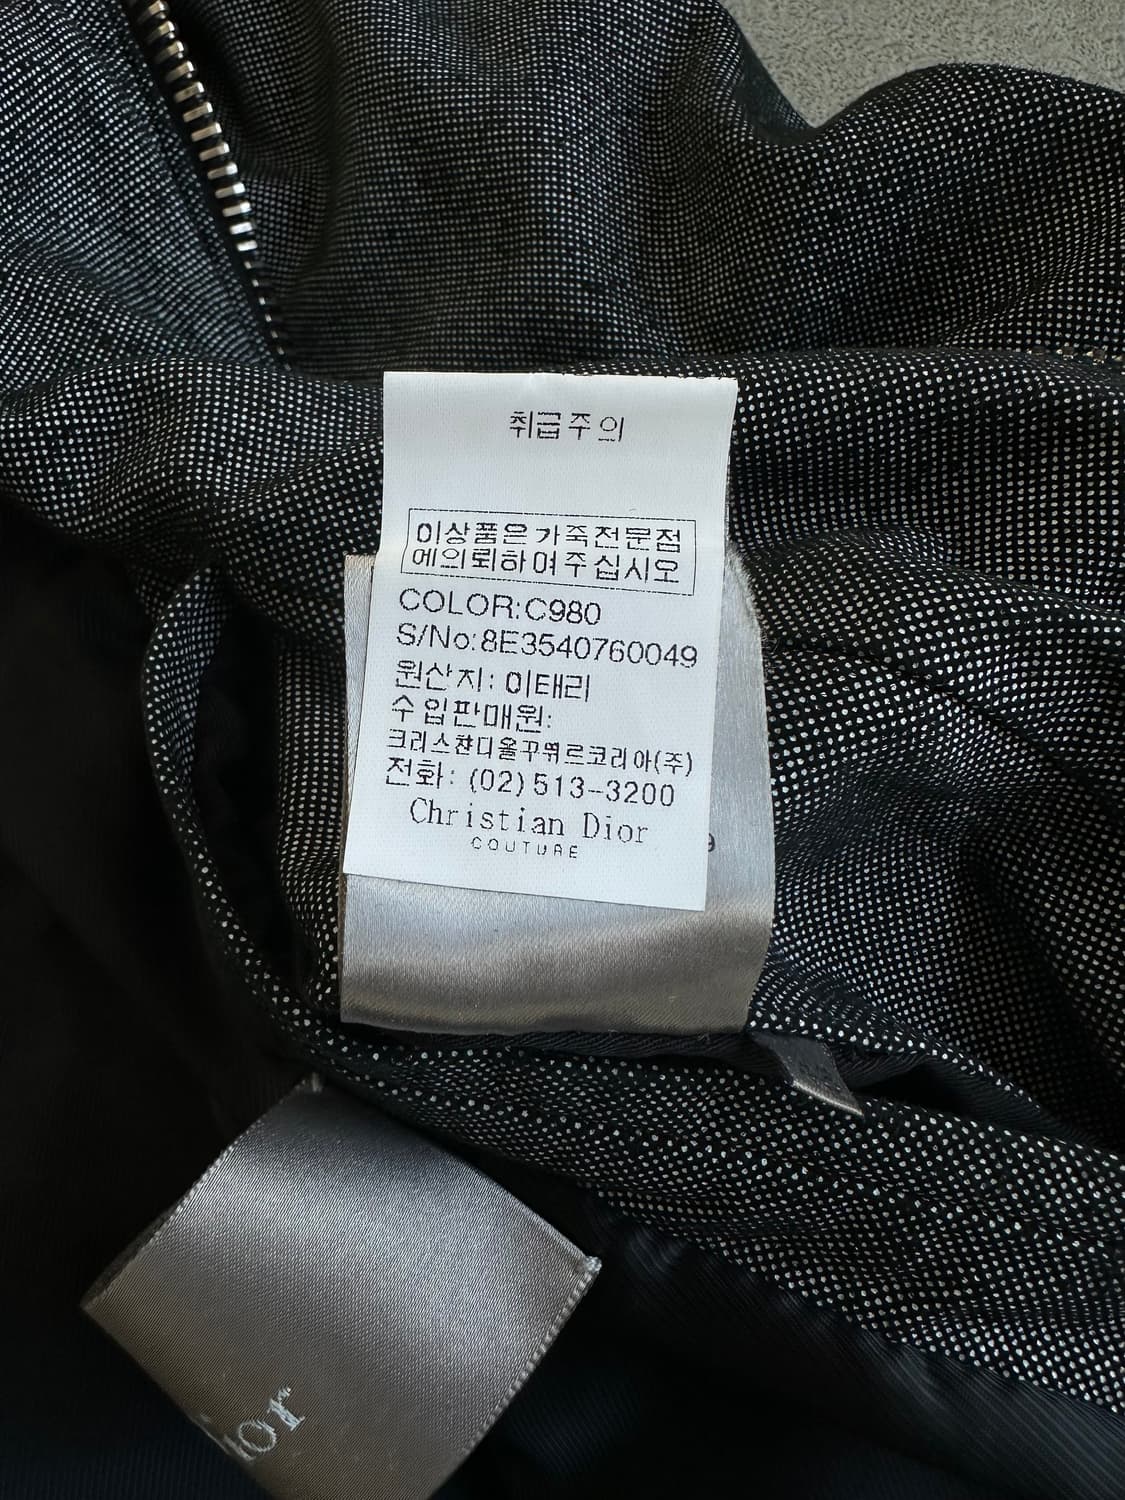 취급주의
이상품은가죽전문점
에의뢰하여주십시오
COLOR:C980
S/No:8E3540760049
원산지: 이태리
수입판매원:
크리스챤디올꾸뛰르코리아(주)
전화: (02)513-3200
Christian Dior
COUTURE
9
ior